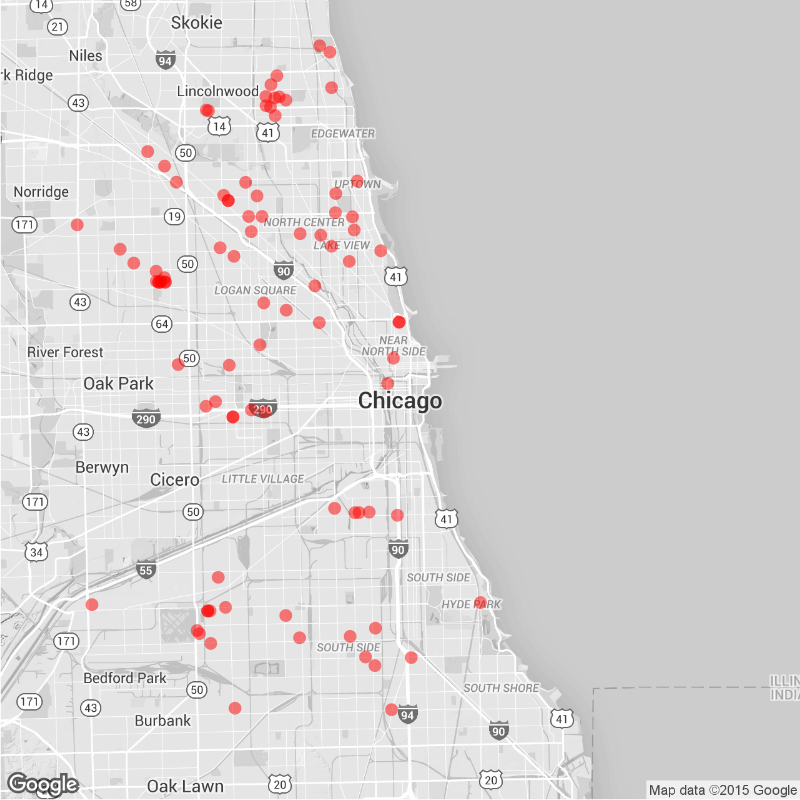 14
58
Skokie
21
Niles
94
rk Ridge
Lincolnwood
43
14
41
EDGEWATER
50
UPTOWN
Norridge
19
171
NORTH CENTER
LAKE VIEW
50
90
41
LOGAN SQUARE
43
64
NEAR
NORTH SIDE
River Forest
50
Oak Park
Chicago
290
290
43
Berwyn
Cicero
LITTLE VILLAGE
171
50
41
34
90
55
SOUTH SIDE
HYDE PARK
171
SOUTH SIDE
Bedford Park
ILLIN
INDIA
50
SOUTH SHORE
171
43
94
Burbank
41
90
Google
Oak Lawn
20
20
Map data ©2015 Google